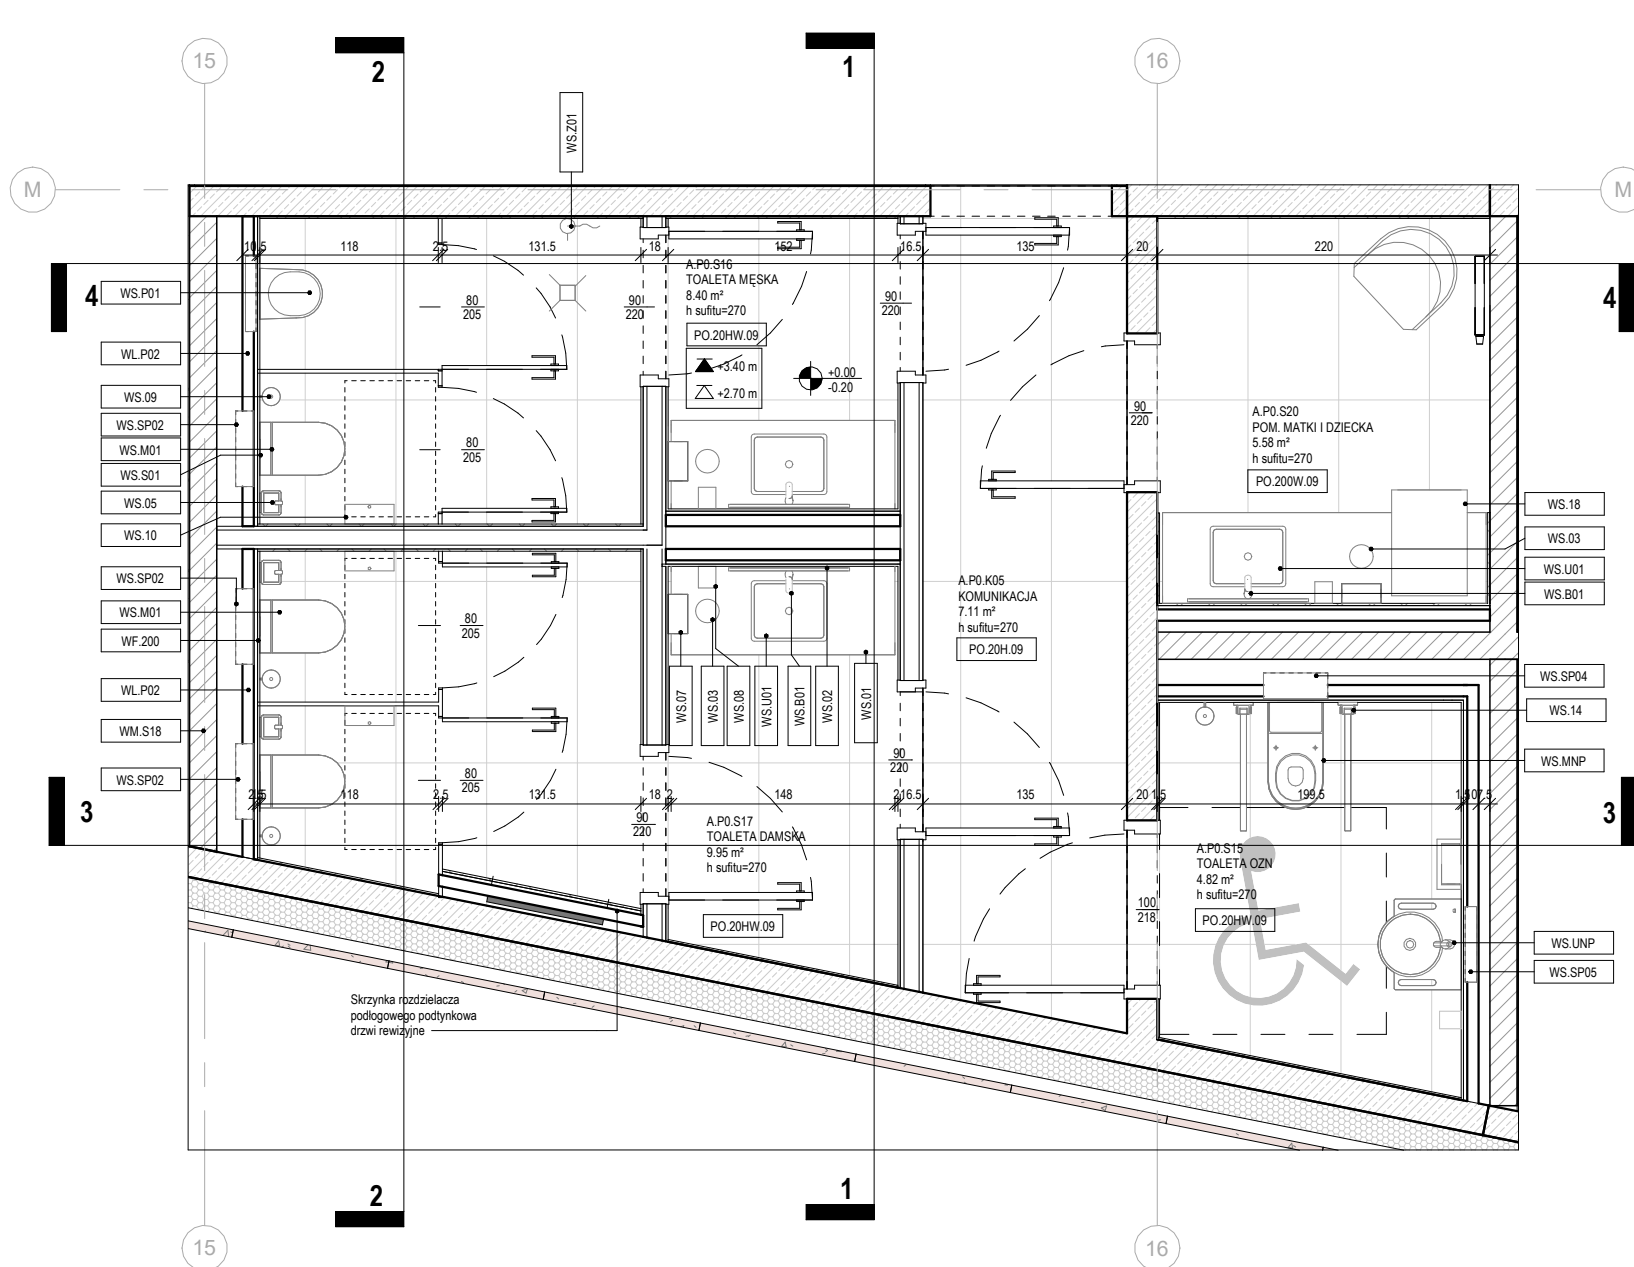 15
2
1
16
WS.Z01
M
M
10.5
118
2.5
131.5
18
152
16.5
135
20
220
4
4
WS.P01
WL.P02
WS.09
WS.SP02
WS.M01
WS.S01
WS.05
WS.10
WS.SP02
WS.M01
WF.200
WL.P02
WM.S18
WS.SP02
80
205
80
205
80
205
80
205
90
220
A.P0.S16
TOALETA MĘSKA
8.40 m²
h sufitu=270
PO.20HW.09
+3.40 m
+2.70 m
+0.00
-0.20
90
220
90
220
A.P0.S20
POM. MATKI I DZIECKA
5.58 m²
h sufitu=270
PO.200W.09
WS.18
WS.03
WS.U01
WS.B01
A.P0.K05
KOMUNIKACJA
7.11 m²
h sufitu=270
PO.20H.09
WS.07
WS.03
WS.08
WS.U01
WS.B01
WS.02
WS.01
WS.SP04
WS.14
WS.MNP
90
220
118
2.5
131.5
18
2
148
2
16.5
135
20
1.5
199.5
3
3
90
220
A.P0.S17
TOALETA DAMSKA
9.95 m²
h sufitu=270
PO.20HW.09
A.P0.S15
TOALETA OZN
4.82 m²
h sufitu=270
PO.20HW.09
100
218
WS.UNP
WS.SP05
Skrzynka rozdzielacza
podłogowego podtynkowa
drzwi rewizyjne
2
1
15
16